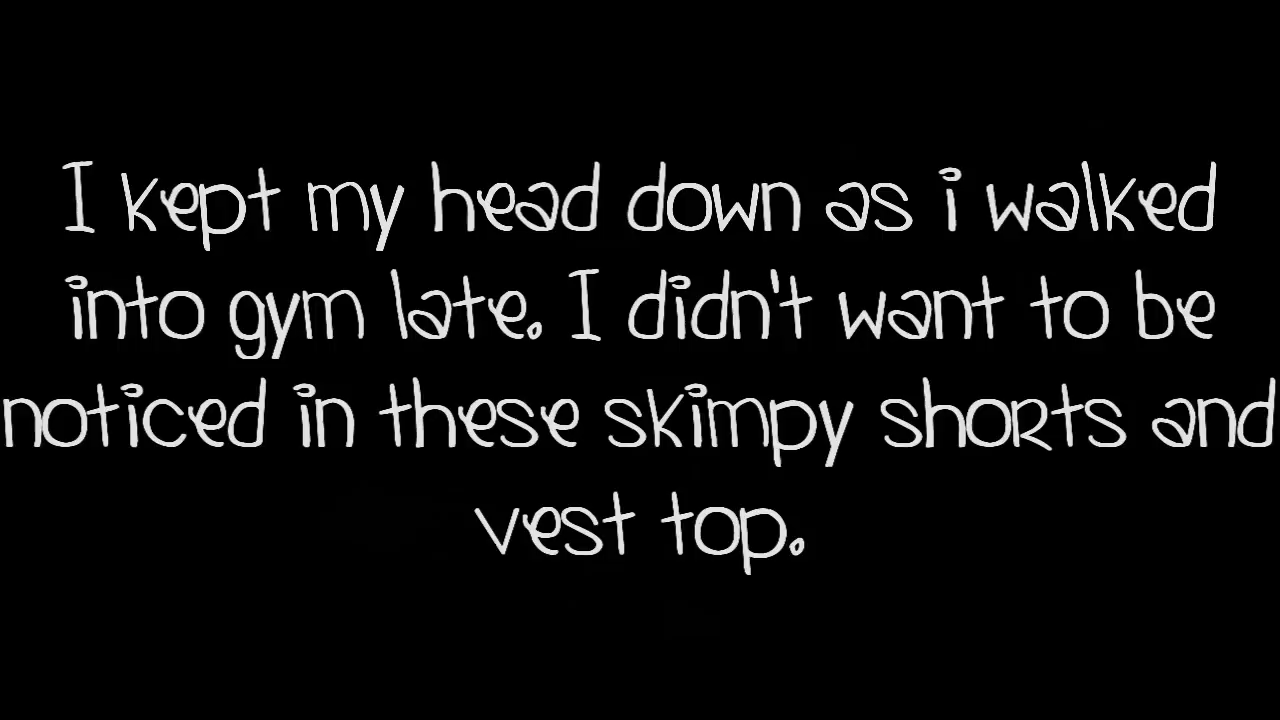 I kept my head down as i walked
into gym late. I didn't want to be
noticed in these skimpy shorts and
vest top.